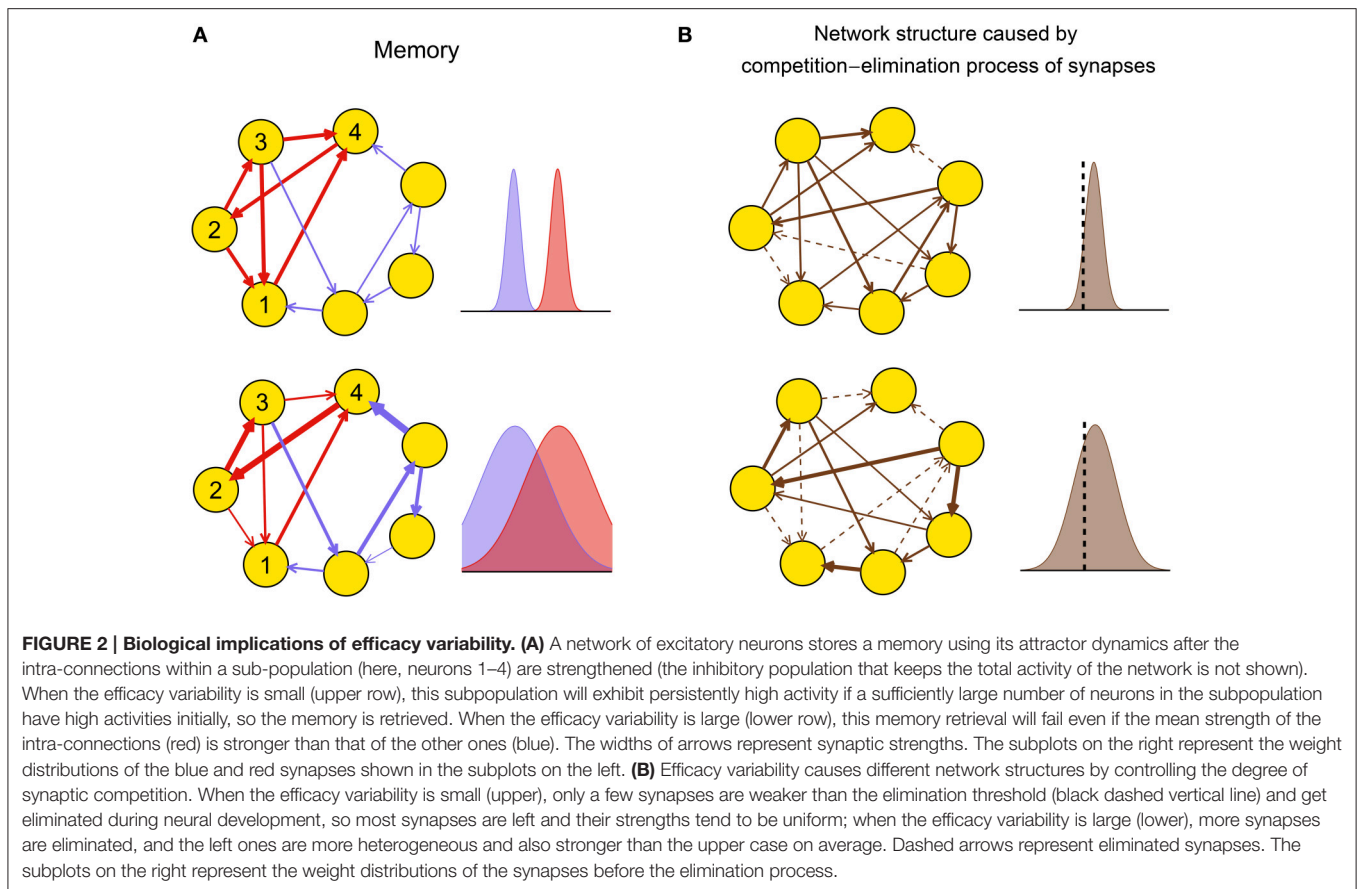 A
Memory
B
Network structure caused by
competition−elimination process of synapses
3
4
2
1
3
4
2
1
FIGURE 2 | Biological implications of efficacy variability. (A) A network of excitatory neurons stores a memory using its attractor dynamics after the
intra-connections within a sub-population (here, neurons 1–4) are strengthened (the inhibitory population that keeps the total activity of the network is not shown).
When the efficacy variability is small (upper row), this subpopulation will exhibit persistently high activity if a sufficiently large number of neurons in the subpopulation
have high activities initially, so the memory is retrieved. When the efficacy variability is large (lower row), this memory retrieval will fail even if the mean strength of the
intra-connections (red) is stronger than that of the other ones (blue). The widths of arrows represent synaptic strengths. The subplots on the right represent the weight
distributions of the blue and red synapses shown in the subplots on the left. (B) Efficacy variability causes different network structures by controlling the degree of
synaptic competition. When the efficacy variability is small (upper), only a few synapses are weaker than the elimination threshold (black dashed vertical line) and get
eliminated during neural development, so most synapses are left and their strengths tend to be uniform; when the efficacy variability is large (lower), more synapses
are eliminated, and the left ones are more heterogeneous and also stronger than the upper case on average. Dashed arrows represent eliminated synapses. The
subplots on the right represent the weight distributions of the synapses before the elimination process.